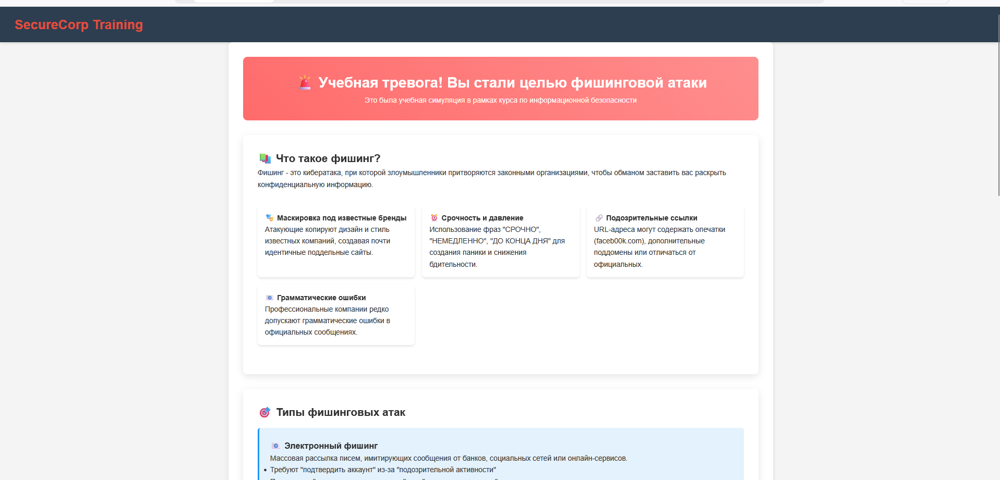 SecureCorp Training
Учебная тревога! Вы стали целью фишинговой атаки
Это была учебная симуляция в рамках курса по информационной безопасности
Что такое фишинг?
Фишинг - это кибератака, при которой злоумышленники притворяются законными организациями, чтобы обманом заставить вас раскрыть
конфиденциальную информацию.
Маскировка под известные бренды
Атакующие копируют дизайн и стиль
известных компаний, создавая почти
идентичные поддельные сайты.
Срочность и давление
Использование фраз "СРОЧНО",
"НЕМЕДЛЕННО", "ДО КОНЦА ДНЯ" для
создания паники и снижения
бдительности.
Подозрительные ссылки
URL-адреса могут содержать опечатки
(faceb00k.com), дополнительные
поддомены или отличаться от
официальных.
Грамматические ошибки
Профессиональные компании редко
допускают грамматические ошибки в
официальных сообщениях.
Типы фишинговых атак
Электронный фишинг
Массовая рассылка писем, имитирующих сообщения от банков, социальных сетей или онлайн-сервисов.
• Требуют "подтвердить аккаунт" из-за "подозрительной активности"